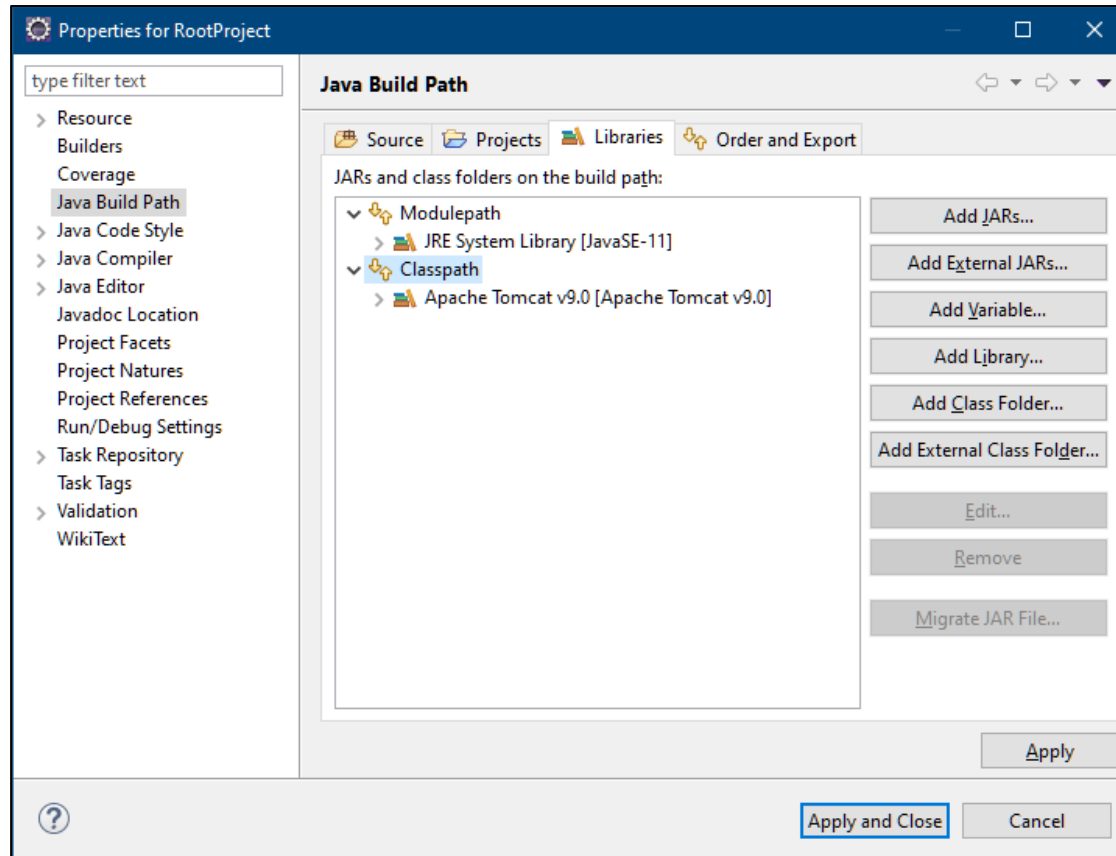 Properties for RootProject
type filter text
Resource
Builders
Coverage
Java Build Path
Java Code Style
Java Compiler
Java Editor
Javadoc Location
Project Facets
Project Natures
Project References
Run/Debug Settings
Task Repository
Task Tags
Validation
WikiText
Java Build Path
Source Projects Libraries Order and Export
JARs and class folders on the build path:
Modulepath
JRE System Library [JavaSE-11]
Classpath
Apache Tomcat v9.0 [Apache Tomcat v9.0]
Add JARs...
Add External JARs...
Add Variable...
Add Library...
Add Class Folder...
Add External Class Folder...
Edit...
Remove
Migrate JAR File...
Apply
Apply and Close Cancel